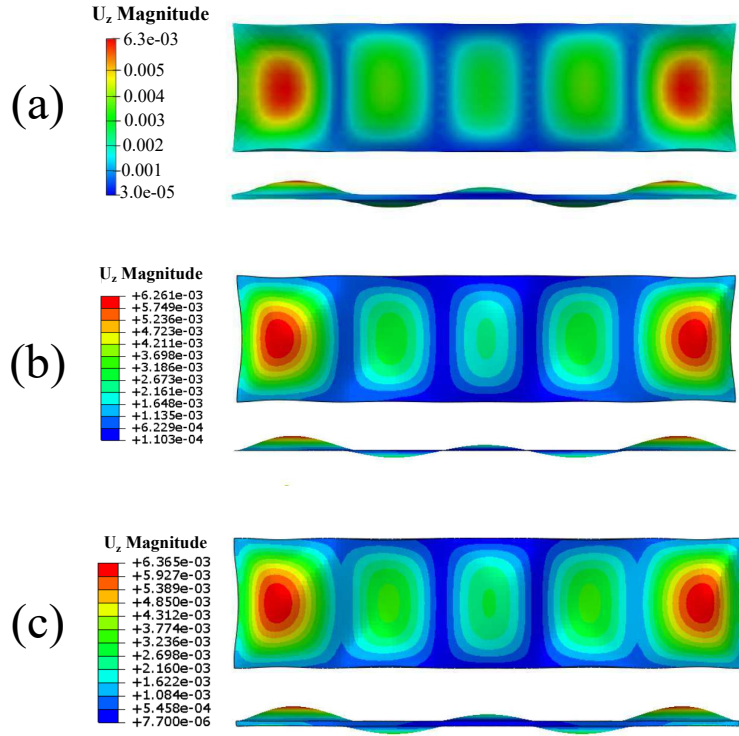 U_z Magnitude
6.3e-03
0.005
0.004
0.002
0.001
3.0e-05
(a)
U_z Magnitude
+6.261e-03
+5.749e-03
+5.236e-03
+4.723e-03
+4.211e-03
+3.698e-03
+3.186e-03
+2.673e-03
+2.161e-03
+1.648e-03
+1.135e-03
+6.229e-04
+1.103e-04
(b)
U_z Magnitude
+6.365e-03
+5.927e-03
+5.389e-03
+4.850e-03
+4.312e-03
+3.774e-03
+3.236e-03
+2.698e-03
+2.160e-03
+1.622e-03
+1.084e-03
+5.458e-04
+7.700e-06
(c)